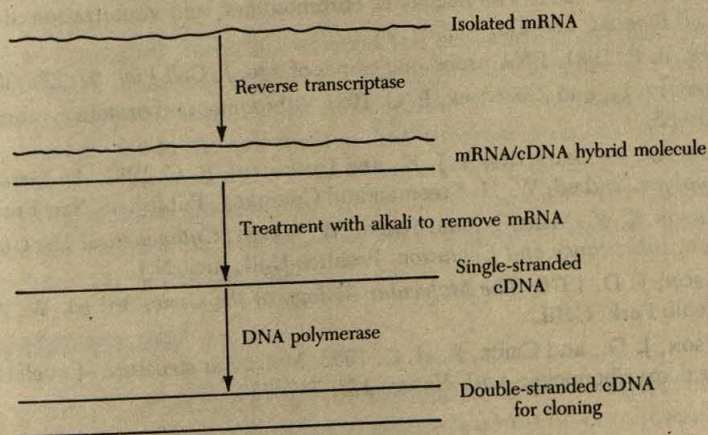 Isolated mRNA
Reverse transcriptase
mRNA/cDNA hybrid molecule
Treatment with alkali to remove mRNA
Single-stranded
cDNA
DNA polymerase
Double-stranded cDNA
for cloning